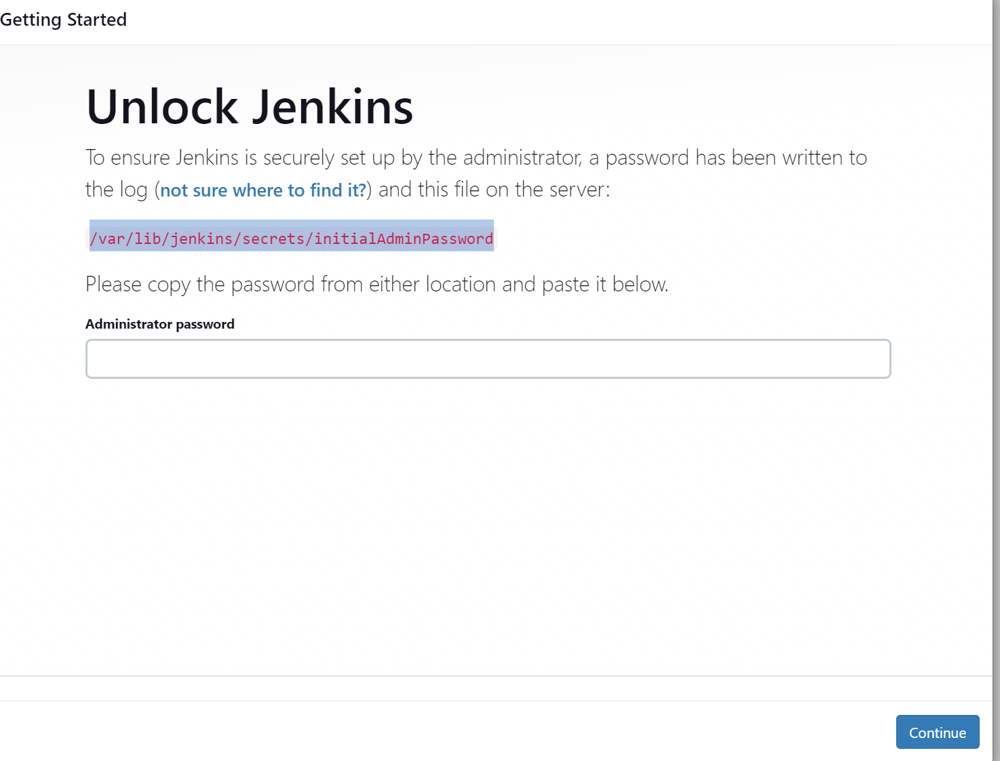 Getting Started
Unlock Jenkins
To ensure Jenkins is securely set up by the administrator, a password has been written to
the log (not sure where to find it?) and this file on the server:
/var/lib/jenkins/secrets/initialAdminPassword
Please copy the password from either location and paste it below.
Administrator password
Continue